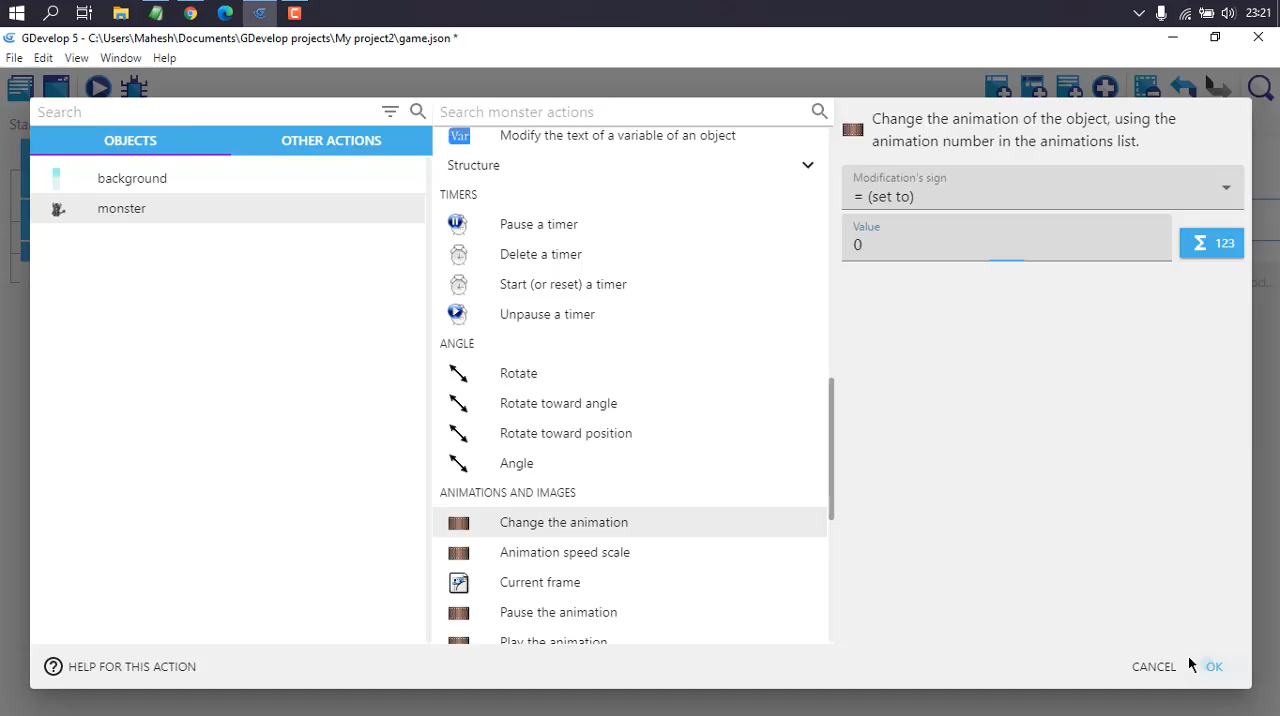 23:21
GDevelop 5 - C:\Users\Mahesh\Documents\GDevelop projects\My project2\game.json *
File Edit View Window Help
Search
Search monster actions
OBJECTS
OTHER ACTIONS
background
monster
Var Modify the text of a variable of an object
Structure
TIMERS
Pause a timer
Delete a timer
Start (or reset) a timer
Unpause a timer
ANGLE
Rotate
Rotate toward angle
Rotate toward position
Angle
ANIMATIONS AND IMAGES
Change the animation
Animation speed scale
Current frame
Pause the animation
Play the animation
Change the animation of the object, using the
animation number in the animations list.
Modification's sign
= (set to)
Value
0
Σ 123
? HELP FOR THIS ACTION
CANCEL
OK